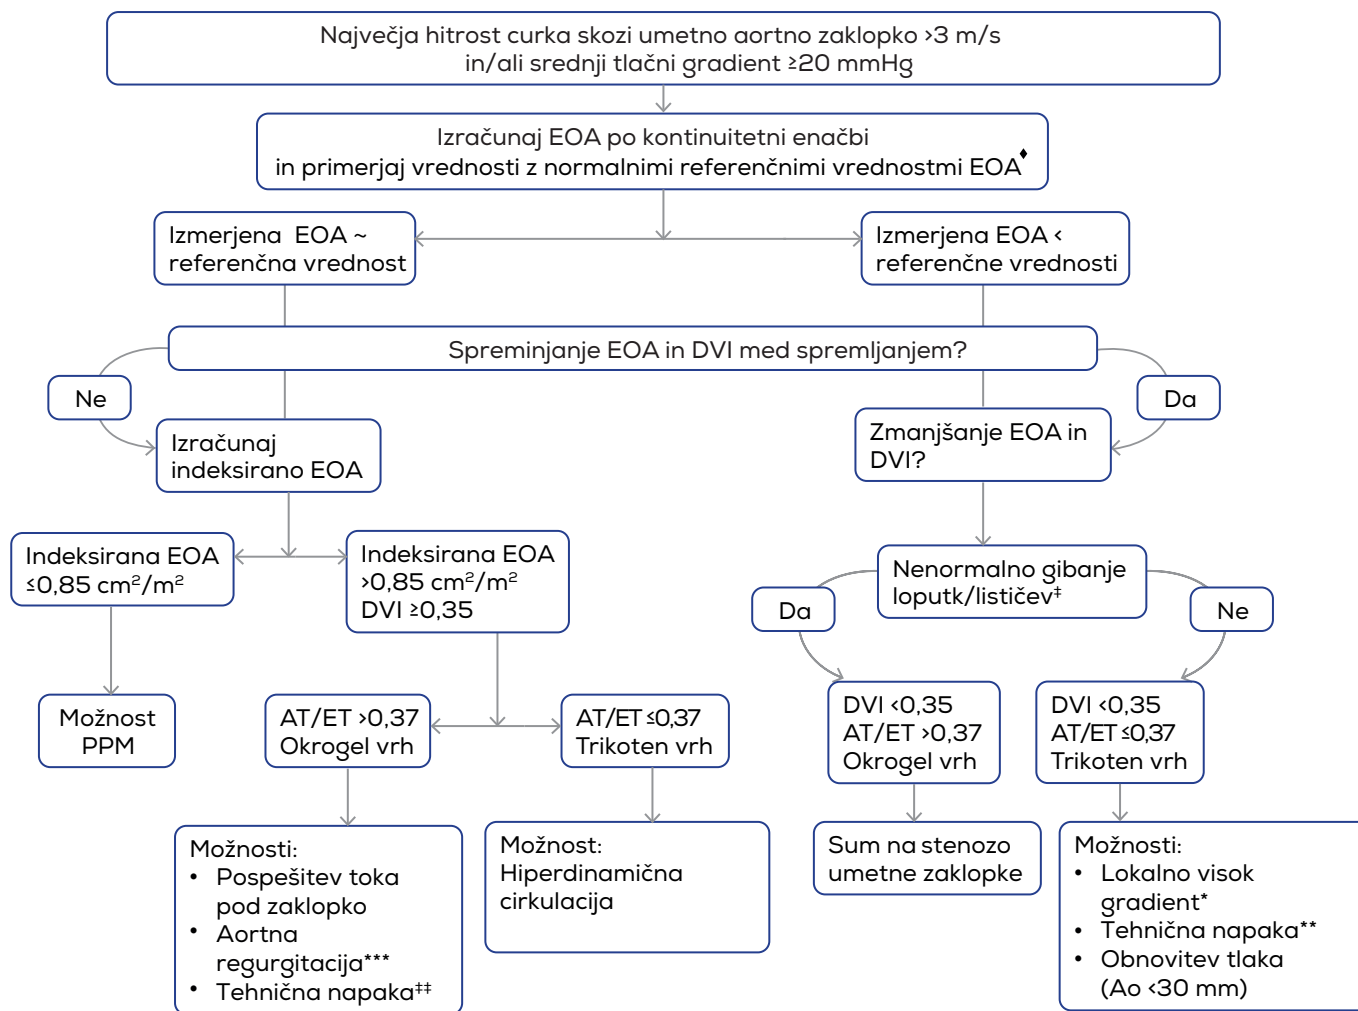 Največja hitrost curka skozi umetno aortno zaklopko >3 m/s
in/ali srednji tlačni gradient ≥20 mmHg
Izračunaj EOA po kontinuitetni enačbi
in primerjaj vrednosti z normalnimi referenčnimi vrednostmi EOA♦
Izmerjena EOA ~
referenčna vrednost
Izmerjena EOA <
referenčne vrednosti
Spreminjanje EOA in DVI med spremljanjem?
Ne
Da
Izračunaj
indeksirano EOA
Zmanjšanje EOA in
DVI?
Indeksirana EOA
≤0,85 cm²/m²
Indeksirana EOA
>0,85 cm²/m²
DVI ≥0,35
Nenormalno gibanje
loputk/lističev‡
Da
Ne
Možnost
PPM
AT/ET >0,37
Okrogel vrh
AT/ET ≤0,37
Trikoten vrh
DVI <0,35
AT/ET >0,37
Okrogel vrh
DVI <0,35
AT/ET ≤0,37
Trikoten vrh
Možnosti:
• Pospešitev toka
pod zaklopko
• Aortna
regurgitacija***
• Tehnična napaka‡‡
Možnost:
Hiperdinamična
cirkulacija
Sum na stenozo
umetne zaklopke
Možnosti:
• Lokalno visok
gradient*
• Tehnična napaka**
• Obnovitev tlaka
(Ao <30 mm)